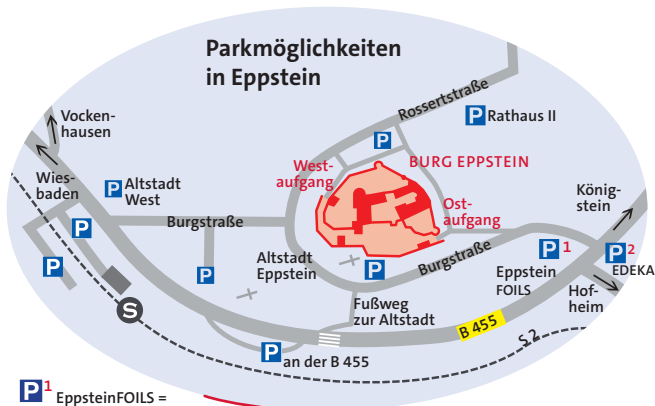 Parkmöglichkeiten
in Eppstein
Vocken-
hausen
Rossertstraße
P Rathaus II
P
West-
aufgang
BURG EPPSTEIN
Wies-
baden
P Altstadt
West
König-
stein
Ost-
aufgang
Burgstraße
P
P
P
Altstadt
Eppstein
P
Burgstraße
P 1
Eppstein
FOILS
P 2
EDEKA
Hof-
heim
S
Fußweg
zur Altstadt
B 455
S 2
P an der B 455
P 1 EppsteinFOILS =